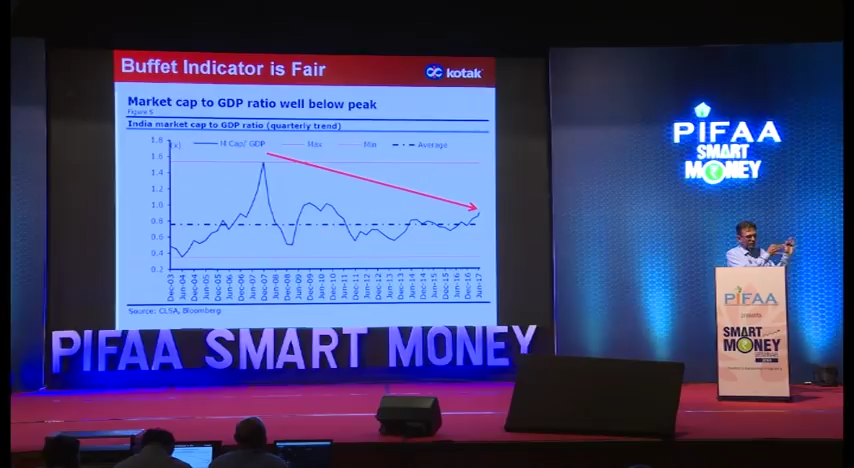 Buffet Indicator is Fair
kotak
Market cap to GDP ratio well below peak
Figure 5
India market cap to GDP ratio (quarterly trend)
(x)
M Cap/ GDP
Max
Min
Average
1.8
1.6
1.4
1.2
1.0
0.8
0.6
0.4
0.2
Dec-03
Jun-04
Dec-04
Jun-05
Dec-05
Jun-06
Dec-06
Jun-07
Dec-07
Jun-08
Dec-08
Jun-09
Dec-09
Jun-10
Dec-10
Jun-11
Dec-11
Jun-12
Dec-12
Jun-13
Dec-13
Jun-14
Dec-14
Jun-15
Dec-15
Jun-16
Dec-16
Jun-17
Source: CLSA, Bloomberg
PIFAA SMART MONEY
PIFAA
SMART
M₹NEY
PIFAA
presents
SMART
M₹NEY